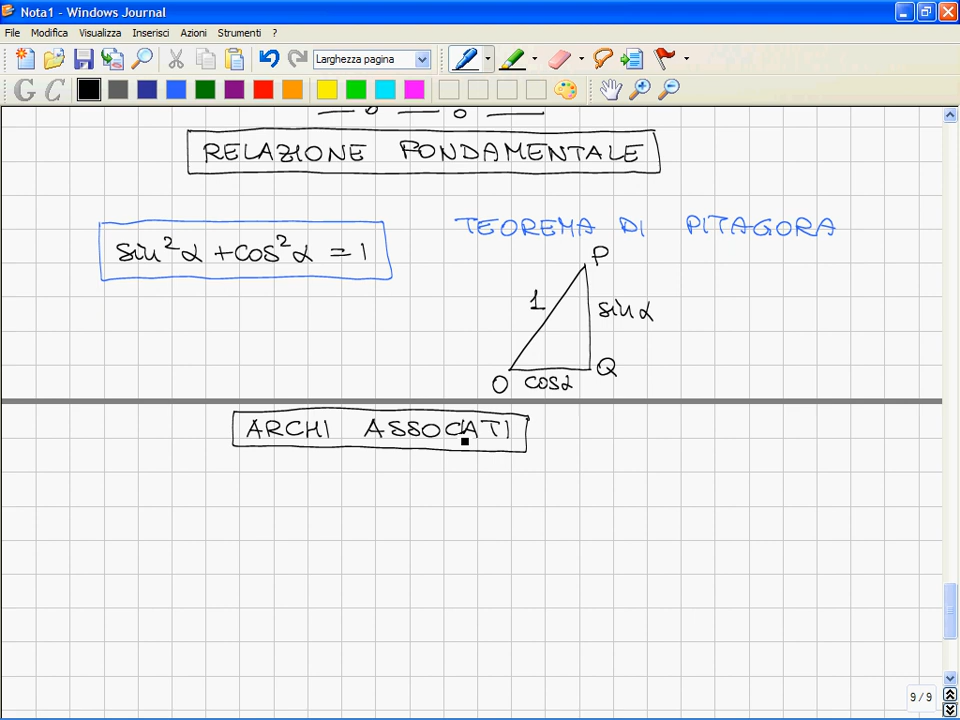 Nota1 - Windows Journal
File Modifica Visualizza Inserisci Azioni Strumenti ?
Larghezza pagina
G C
RELAZIONE FONDAMENTALE
sin²α + cos²α = 1
TEOREMA DI PITAGORA
P
1
sin α
O
cosα
Q
ARCHI ASSOCIATI
9 / 9